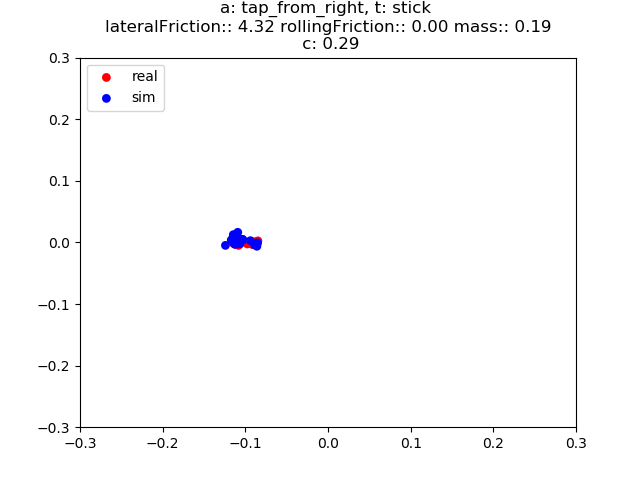 a: tap_from_right, t: stick
lateralFriction:: 4.32 rollingFriction:: 0.00 mass:: 0.19
c: 0.29
real
sim
0.3
0.2
0.1
0.0
−0.1
−0.2
−0.3
−0.3
−0.2
−0.1
0.0
0.1
0.2
0.3